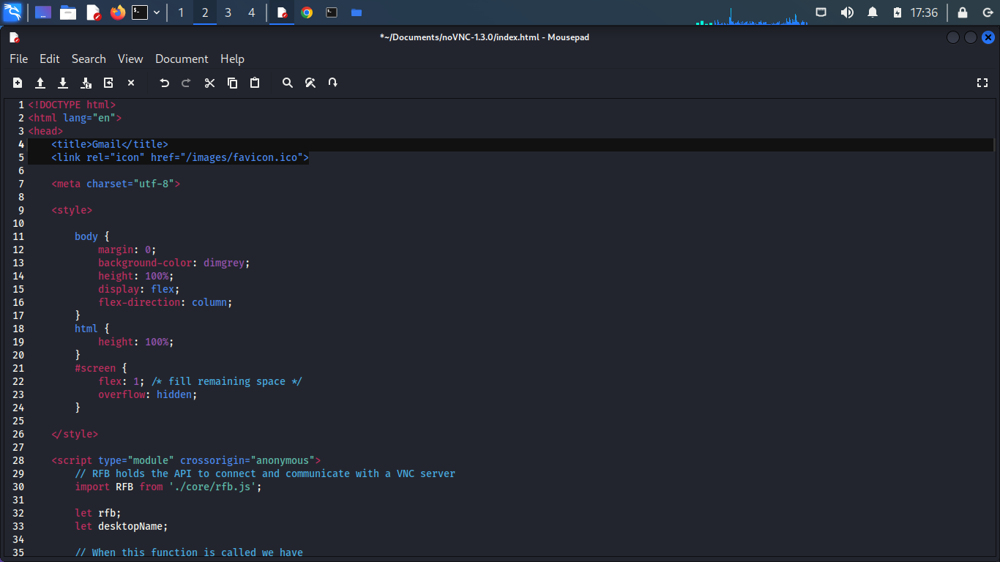 1 2 3 4 17:36
*~/Documents/noVNC-1.3.0/index.html - Mousepad
File Edit Search View Document Help
1 <!DOCTYPE html>
2 <html lang="en">
3 <head>
4     <title>Gmail</title>
5     <link rel="icon" href="/images/favicon.ico">
6
7     <meta charset="utf-8">
8
9     <style>
10
11         body {
12             margin: 0;
13             background-color: dimgrey;
14             height: 100%;
15             display: flex;
16             flex-direction: column;
17         }
18         html {
19             height: 100%;
20         }
21         #screen {
22             flex: 1; /* fill remaining space */
23             overflow: hidden;
24         }
25
26     </style>
27
28     <script type="module" crossorigin="anonymous">
29         // RFB holds the API to connect and communicate with a VNC server
30         import RFB from './core/rfb.js';
31
32         let rfb;
33         let desktopName;
34
35         // When this function is called we have